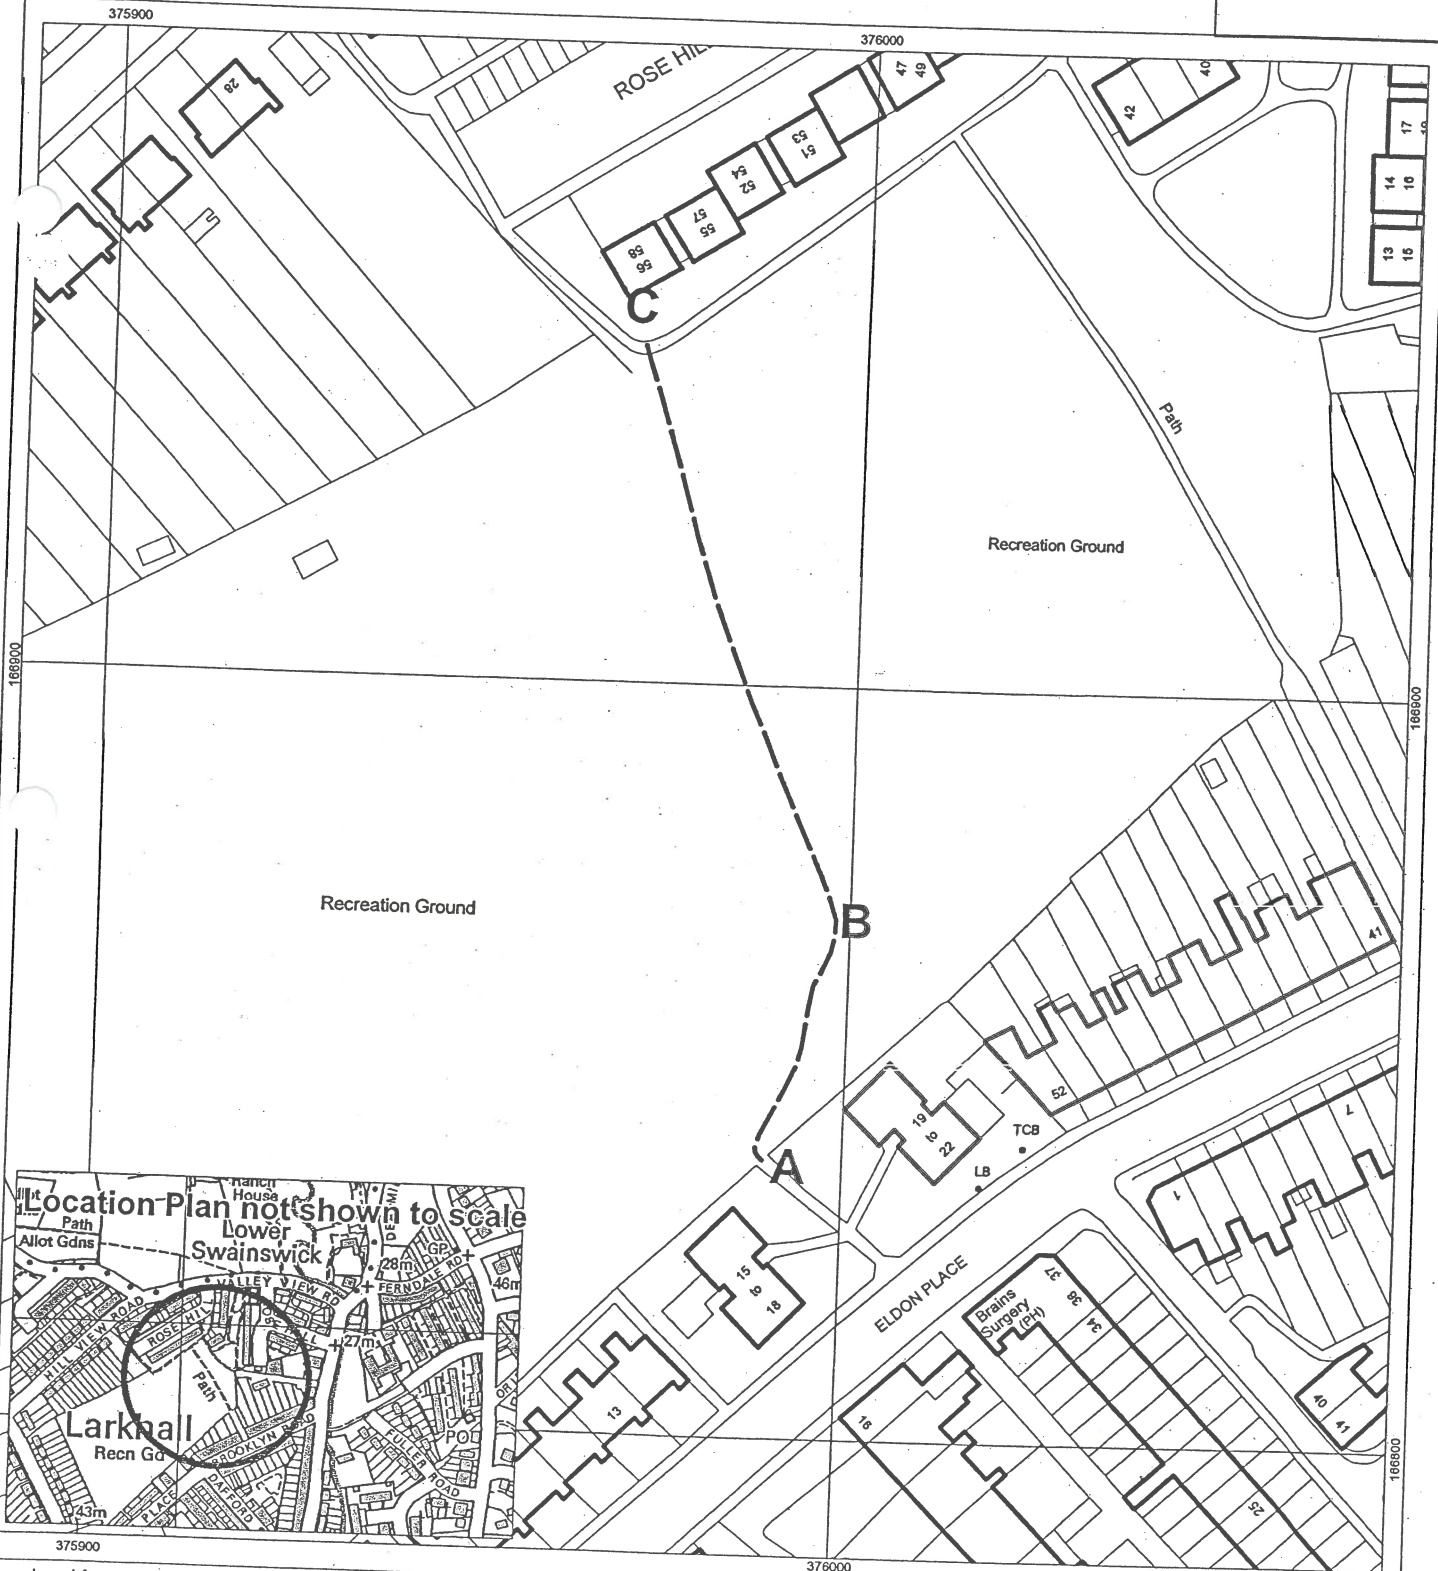 375900
376000
ROSE HIL
28
47
49
40
42
53
51
54
52
57
55
58
56
17
14
16
13
15
C
Path
Recreation Ground
166900
166900
Recreation Ground
B
41
52
19
to
22
TCB
LB
A
7
1
15
to
18
ELDON PLACE
Brains
Surgery
(PH)
37
36
34
13
16
40
41
25
166800
Location Plan not shown to scale
Ranch
House
Path
Allot Gdns
Lower
Swainswick
28m
GP
FERNDALE RD
46m
VALLEY VIEW RD
HILL VIEW ROAD
ROSE HILL
27m
Path
Larkhall
Recn Gd
BROOKLYN ROAD
FULLER ROAD
PO
DAFFORD
PLACE
43m
375900
376000